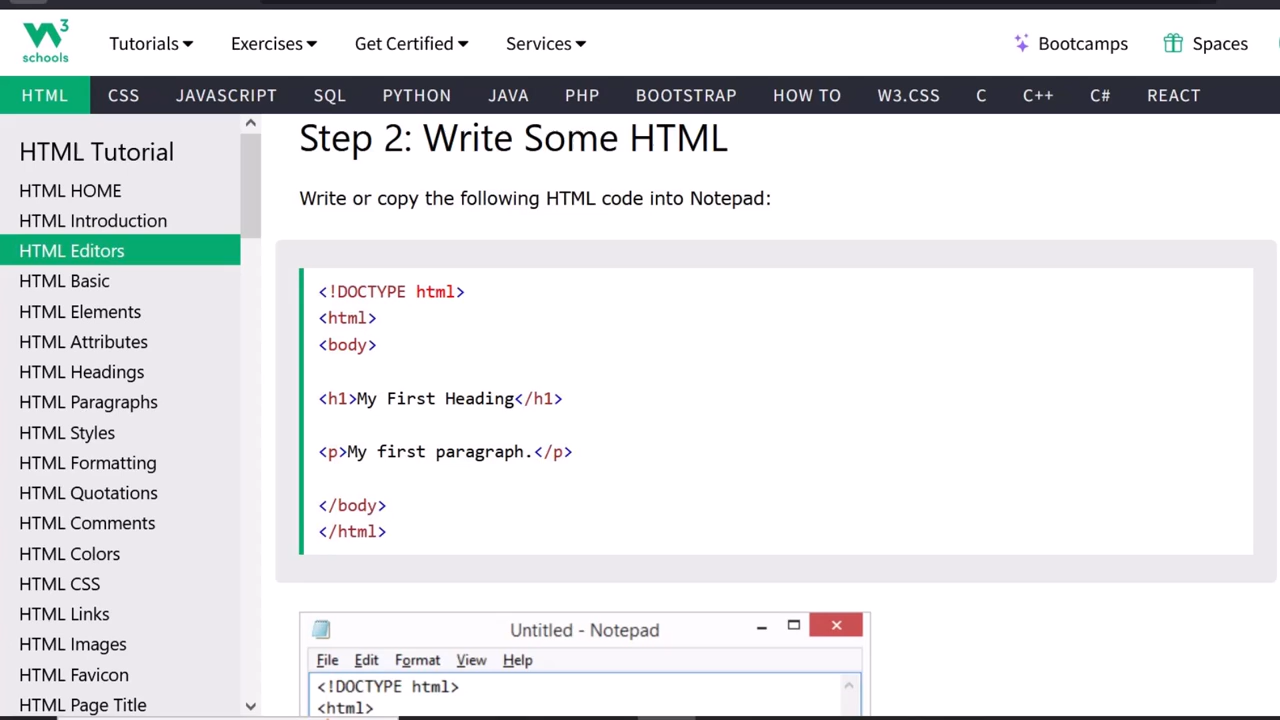 W3 schools
Tutorials Exercises Get Certified Services Bootcamps Spaces
HTML CSS JAVASCRIPT SQL PYTHON JAVA PHP BOOTSTRAP HOW TO W3.CSS C C++ C# REACT
HTML Tutorial
HTML HOME
HTML Introduction
HTML Editors
HTML Basic
HTML Elements
HTML Attributes
HTML Headings
HTML Paragraphs
HTML Styles
HTML Formatting
HTML Quotations
HTML Comments
HTML Colors
HTML CSS
HTML Links
HTML Images
HTML Favicon
HTML Page Title
Step 2: Write Some HTML
Write or copy the following HTML code into Notepad:
<!DOCTYPE html>
<html>
<body>
<h1>My First Heading</h1>
<p>My first paragraph.</p>
</body>
</html>
Untitled - Notepad
File Edit Format View Help
<!DOCTYPE html>
<html>